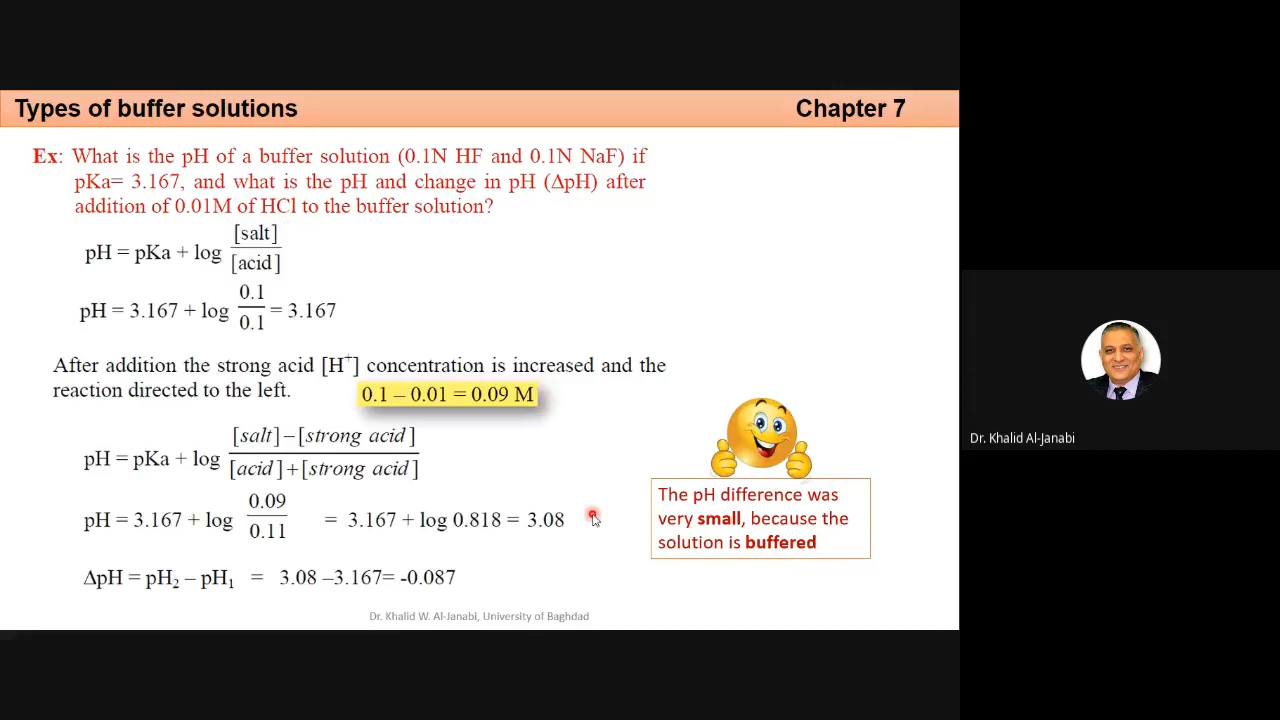 Types of buffer solutions
Chapter 7
Ex: What is the pH of a buffer solution (0.1N HF and 0.1N NaF) if
pKa= 3.167, and what is the pH and change in pH (ΔpH) after
addition of 0.01M of HCl to the buffer solution?
pH = pKa + log [salt] / [acid]
pH = 3.167 + log 0.1 / 0.1 = 3.167
After addition the strong acid [H⁺] concentration is increased and the
reaction directed to the left.
0.1 – 0.01 = 0.09 M
pH = pKa + log [salt]–[strong acid] / [acid]+[strong acid]
pH = 3.167 + log 0.09 / 0.11 = 3.167 + log 0.818 = 3.08
ΔpH = pH₂ – pH₁ = 3.08 –3.167= -0.087
The pH difference was
very small, because the
solution is buffered
Dr. Khalid W. Al-Janabi, University of Baghdad
Dr. Khalid Al-Janabi